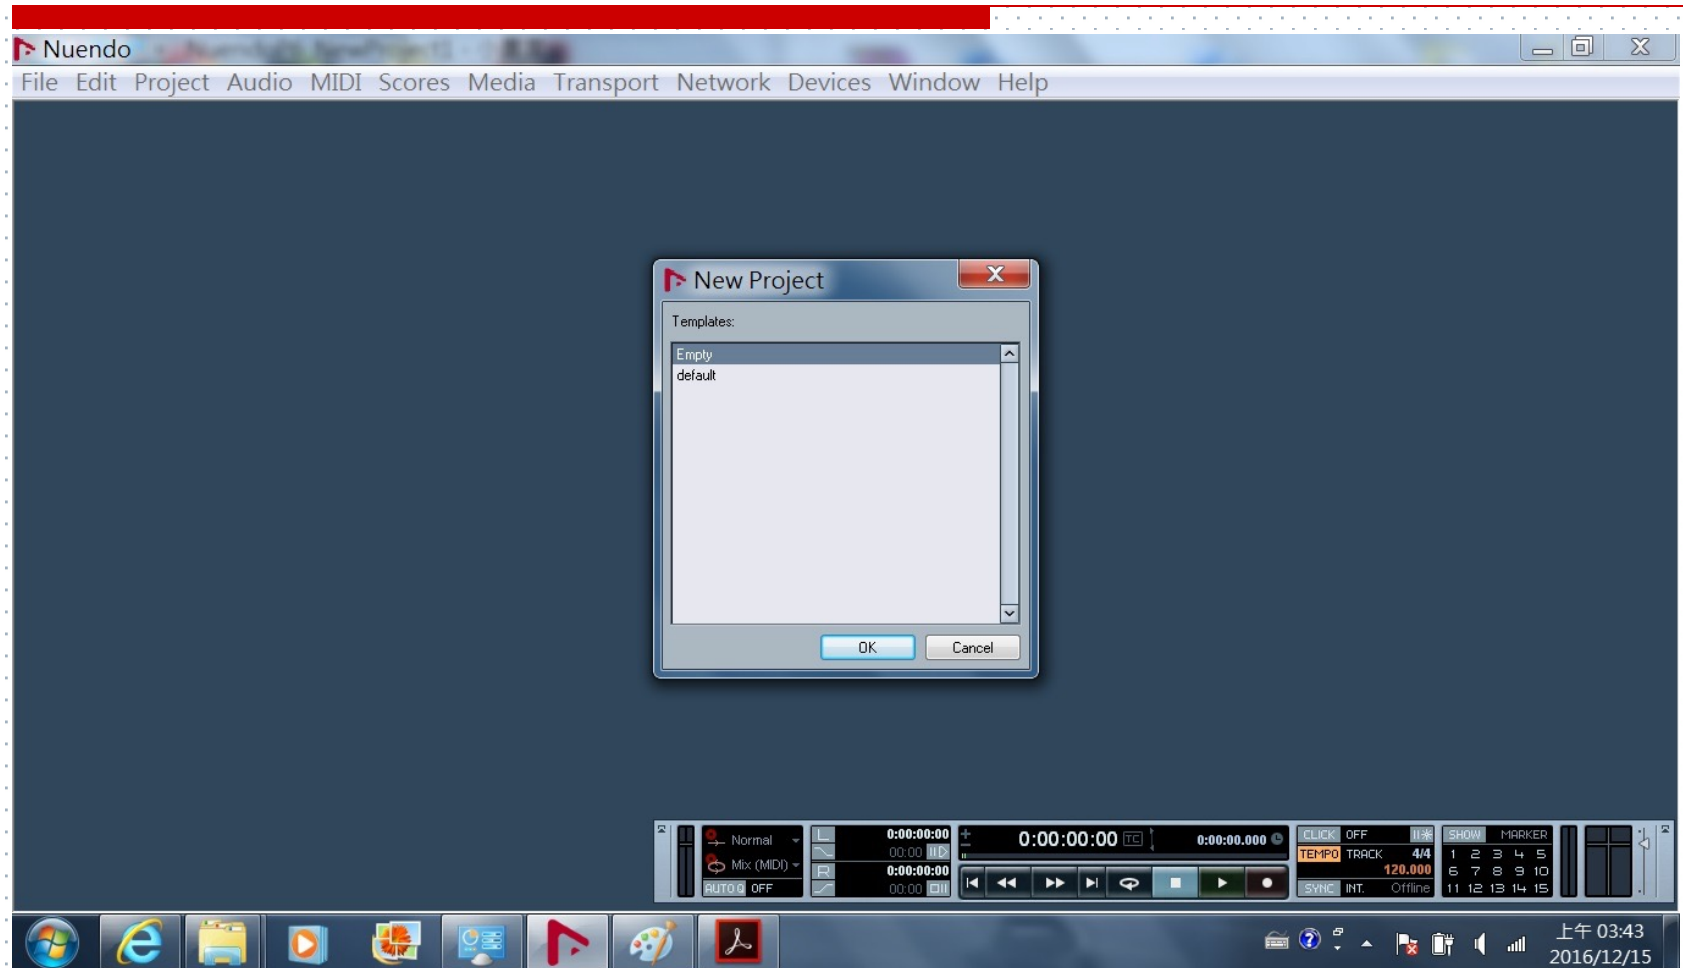 Nuendo
File Edit Project Audio MIDI Scores Media Transport Network Devices Window Help
New Project
Templates:
Empty
default
OK Cancel
Normal
Mix (MIDI)
AUTO Q OFF
L 0:00:00:00
00:00
R 0:00:00:00
00:00
0:00:00:00 TC 0:00:00.000
CLICK OFF
TEMPO TRACK 4/4
120.000
SYNC INT. Offline
SHOW MARKER
1 2 3 4 5
6 7 8 9 10
11 12 13 14 15
上午 03:43
2016/12/15